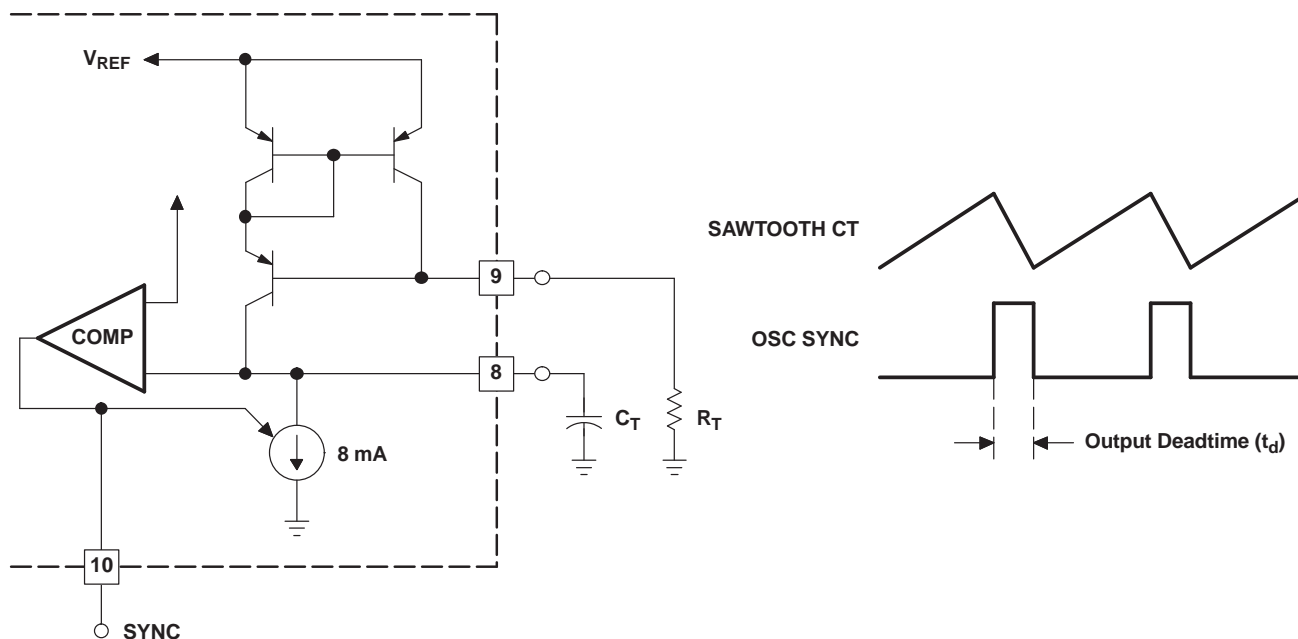 VREF
SAWTOOTH CT
9
COMP
OSC SYNC
8
CT
RT
8 mA
Output Deadtime (td)
10
SYNC